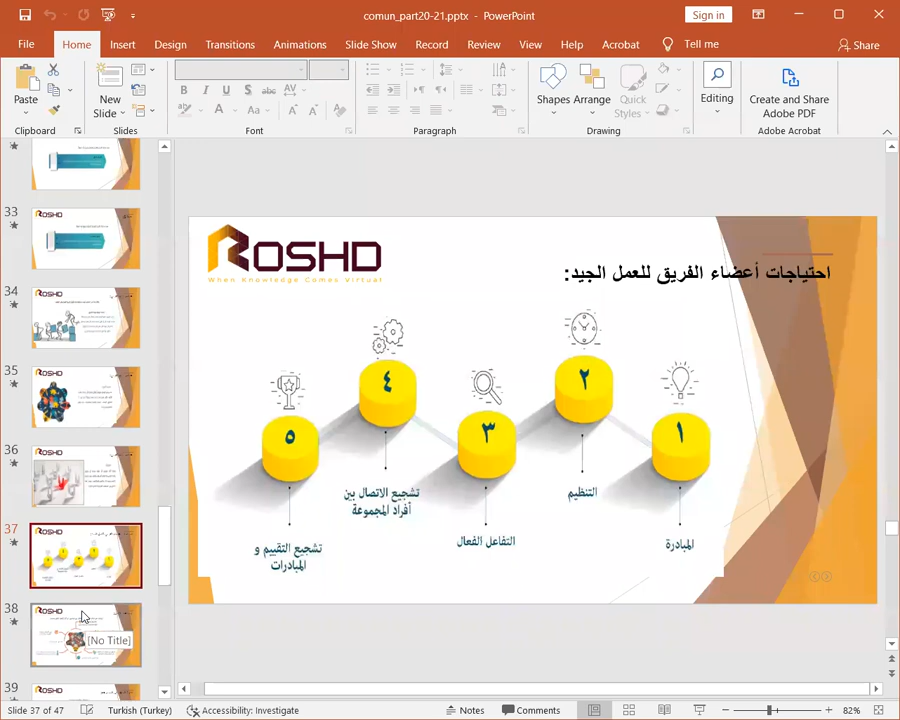 comun_part20-21.pptx - PowerPoint
Sign in
File
Home
Insert
Design
Transitions
Animations
Slide Show
Record
Review
View
Help
Acrobat
Tell me
Share
Paste
New
Slide
Shapes
Arrange
Quick
Styles
Editing
Create and Share
Adobe PDF
Clipboard
Slides
Font
Paragraph
Drawing
Adobe Acrobat
33
34
35
36
37
38
[No Title]
39
ROSHD
When Knowledge Comes Virtual
احتياجات أعضاء الفريق للعمل الجيد:
١
٢
٣
٤
٥
المبادرة
التنظيم
التفاعل الفعال
تشجيع الاتصال بين
أفراد المجموعة
تشجيع التقييم و
المبادرات
Slide 37 of 47
Turkish (Turkey)
Accessibility: Investigate
Notes
Comments
82%